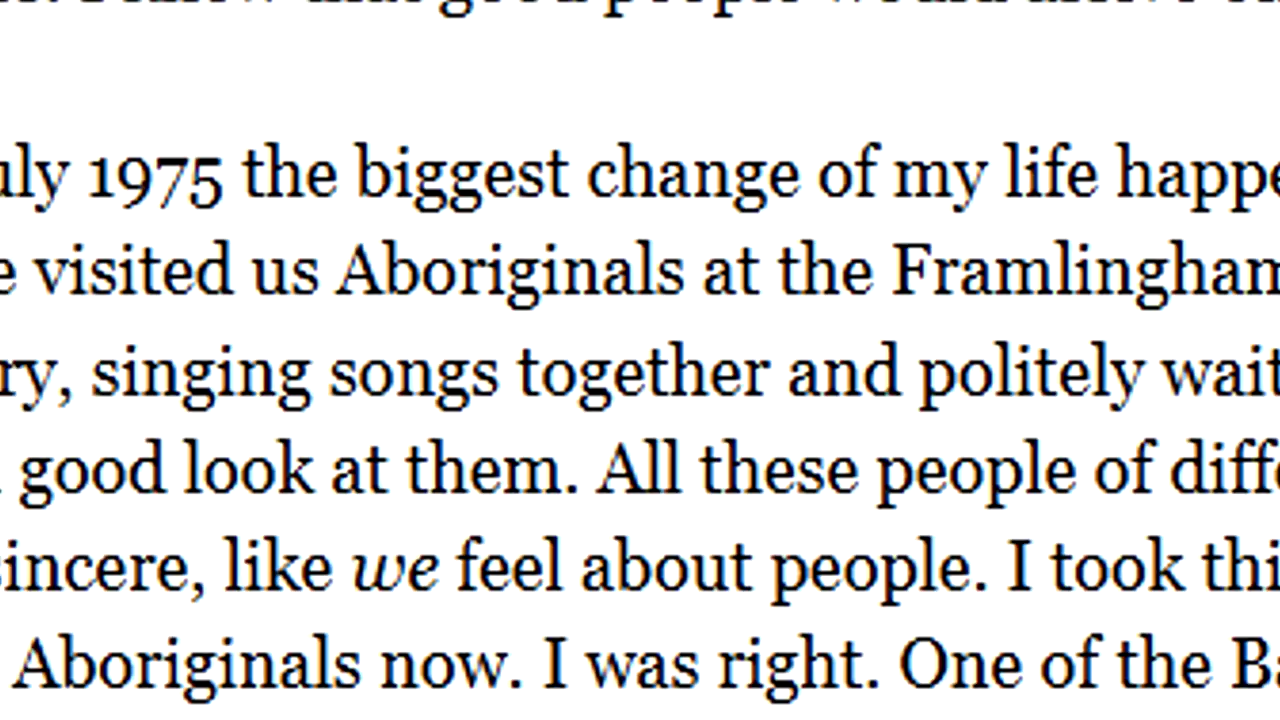 uly 1975 the biggest change of my life happe
e visited us Aboriginals at the Framlingham
ry, singing songs together and politely wait
good look at them. All these people of diffe
sincere, like we feel about people. I took thi
Aboriginals now. I was right. One of the Ba